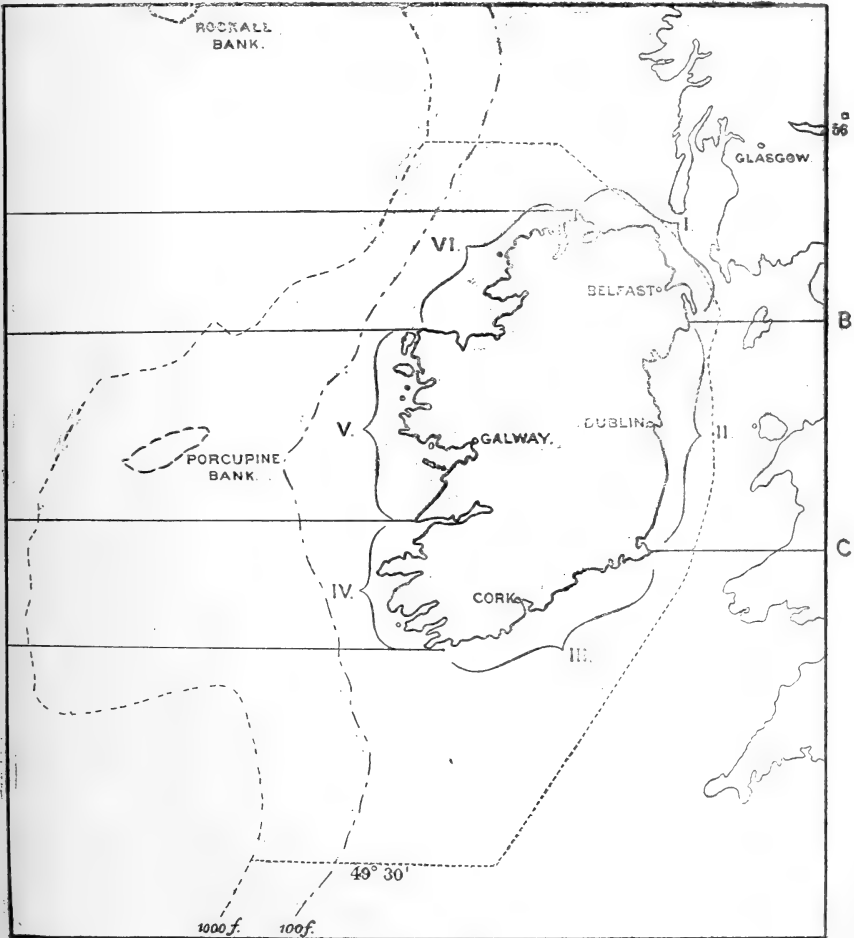 ROCKALL
BANK.
56°
GLASGOW.
I.
VI.
BELFAST
B
V.
GALWAY.
DUBLIN
II.
PORCUPINE
BANK.
C
IV.
CORK
III.
49° 30'
1000 f.
100 f.